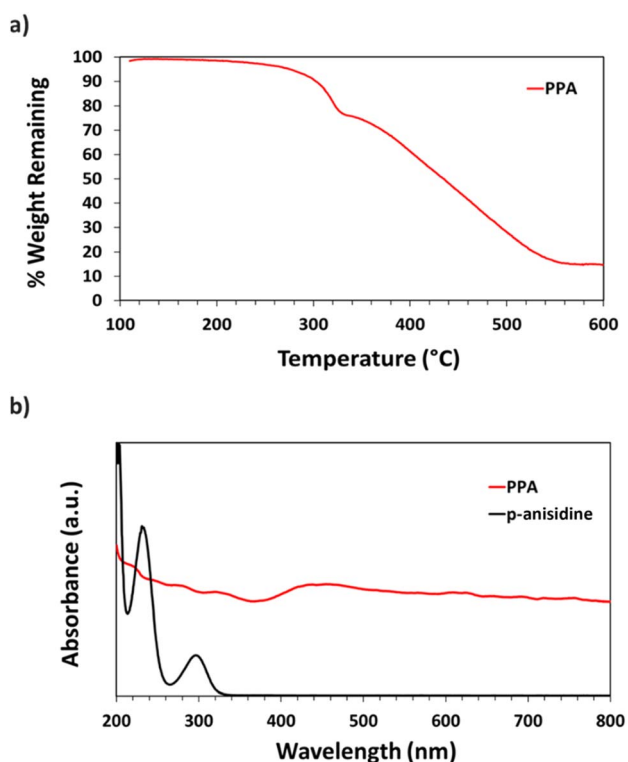 a)
% Weight Remaining
100
90
80
70
60
50
40
30
20
10
0
PPA
100 200 300 400 500 600
Temperature (°C)
b)
Absorbance (a.u.)
PPA
p-anisidine
200 300 400 500 600 700 800
Wavelength (nm)